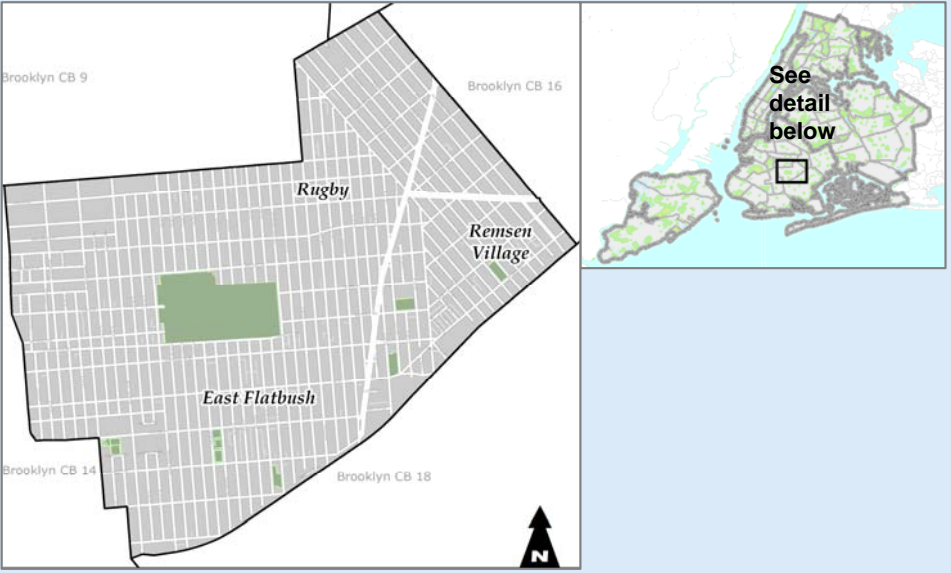 Brooklyn CB 9
Brooklyn CB 16
Rugby
Remsen
Village
East Flatbush
Brooklyn CB 14
Brooklyn CB 18
N
See
detail
below